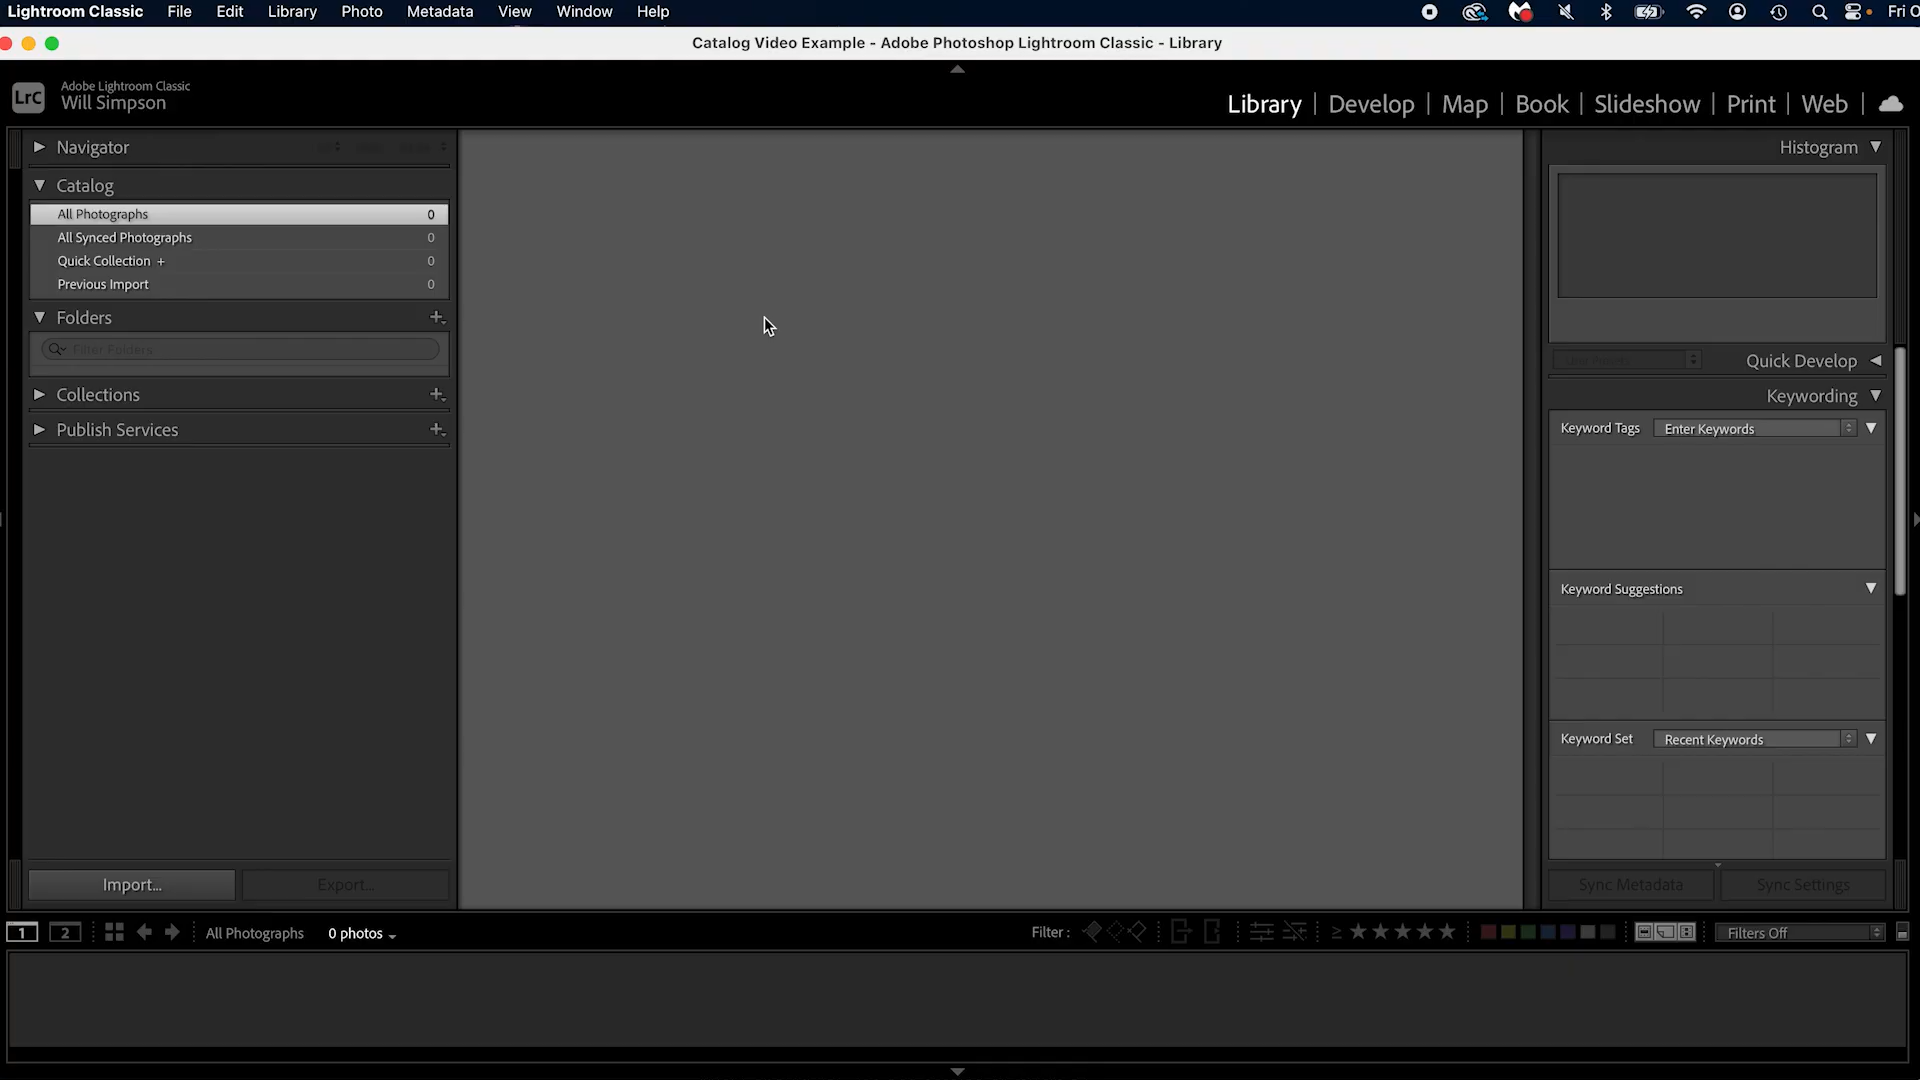 Lightroom Classic File Edit Library Photo Metadata View Window Help Fri O
Catalog Video Example - Adobe Photoshop Lightroom Classic - Library
LrC
Adobe Lightroom Classic
Will Simpson
Library Develop Map Book Slideshow Print Web
Navigator
Catalog
All Photographs 0
All Synced Photographs 0
Quick Collection + 0
Previous Import 0
Folders
Filter Folders
Collections
Publish Services
Import...
Export...
Histogram
Quick Develop
Keywording
Keyword Tags Enter Keywords
Keyword Suggestions
Keyword Set Recent Keywords
Sync Metadata Sync Settings
1 2 All Photographs 0 photos Filter: Filters Off